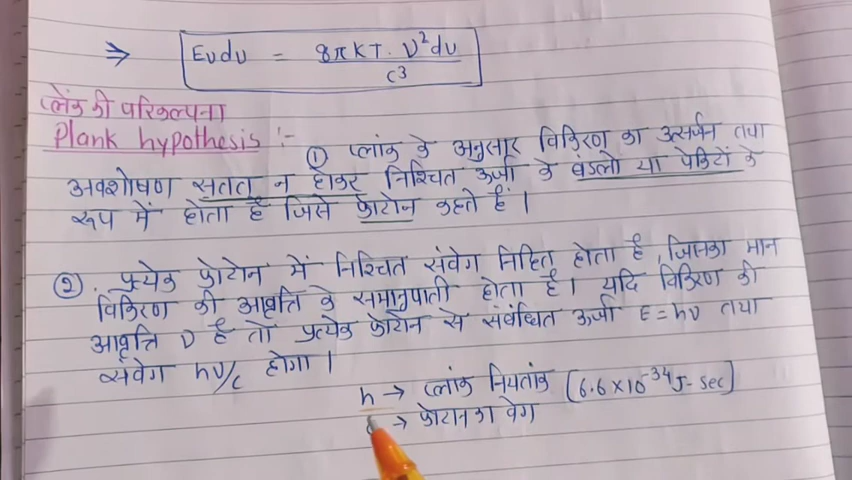 ⇒ Eνdν = 8πKT. ν²dν / c³
प्लेंक की परिकल्पना
Plank hypothesis :-
① प्लांक के अनुसार विकिरण का उत्सर्जन तथा
अवशोषण सतत न होकर निश्चित ऊर्जा के बंडलो या पेकिटों के
रूप में होता है जिसे फ़ोटोन कहते हैं।
②. प्रत्येक फ़ोटोन में निश्चित संवेग निहित होता है, जिसका मान
विकिरण की आवृत्ति के समानुपाती होता है। यदि विकिरण की
आवृत्ति ν है तो प्रत्येक फ़ोटोन से संबंधित ऊर्जा E = hν तथा
संवेग hν/c होगा।
h → प्लांक नियतांक (6.6×10⁻³⁴ J-sec)
→ फ़ोटान का वेग